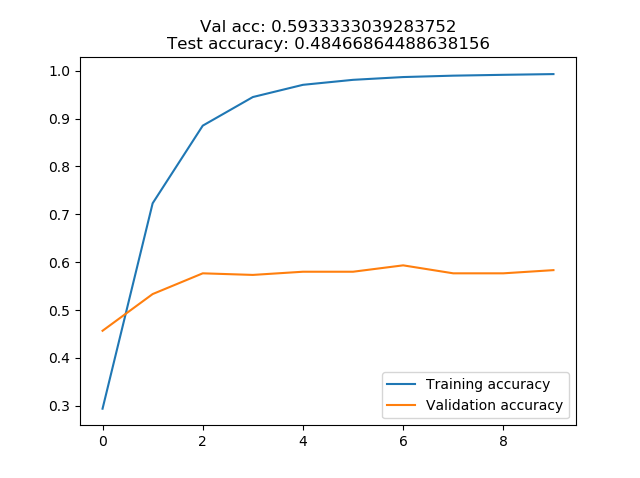 Val acc: 0.5933333039283752
Test accuracy: 0.48466864488638156
1.0
0.9
0.8
0.7
0.6
0.5
0.4
0.3
Training accuracy
Validation accuracy
0 2 4 6 8